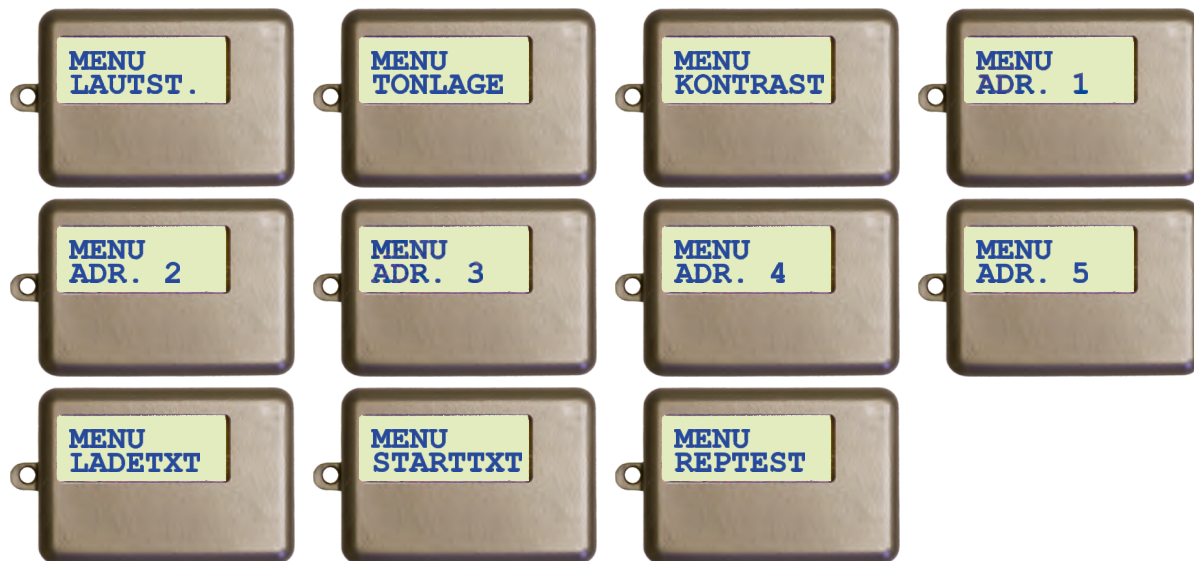 MENU
LAUTST.
MENU
TONLAGE
MENU
KONTRAST
MENU
ADR. 1
MENU
ADR. 2
MENU
ADR. 3
MENU
ADR. 4
MENU
ADR. 5
MENU
LADETXT
MENU
STARTTXT
MENU
REPTEST